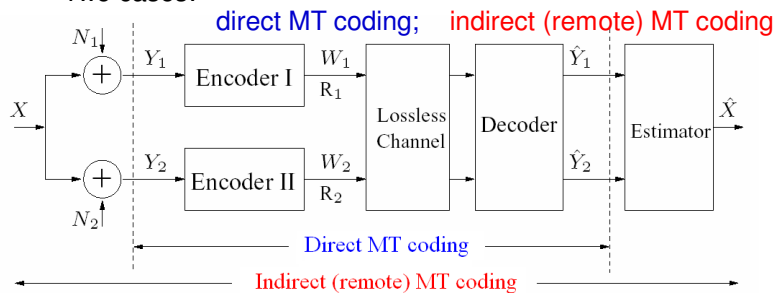 Two cases:
direct MT coding; indirect (remote) MT coding
N₁
Y₁ Encoder I W₁ R₁ Ŷ₁
X Lossless Channel Decoder Estimator X̂
Y₂ Encoder II W₂ R₂ Ŷ₂
N₂
Direct MT coding
Indirect (remote) MT coding